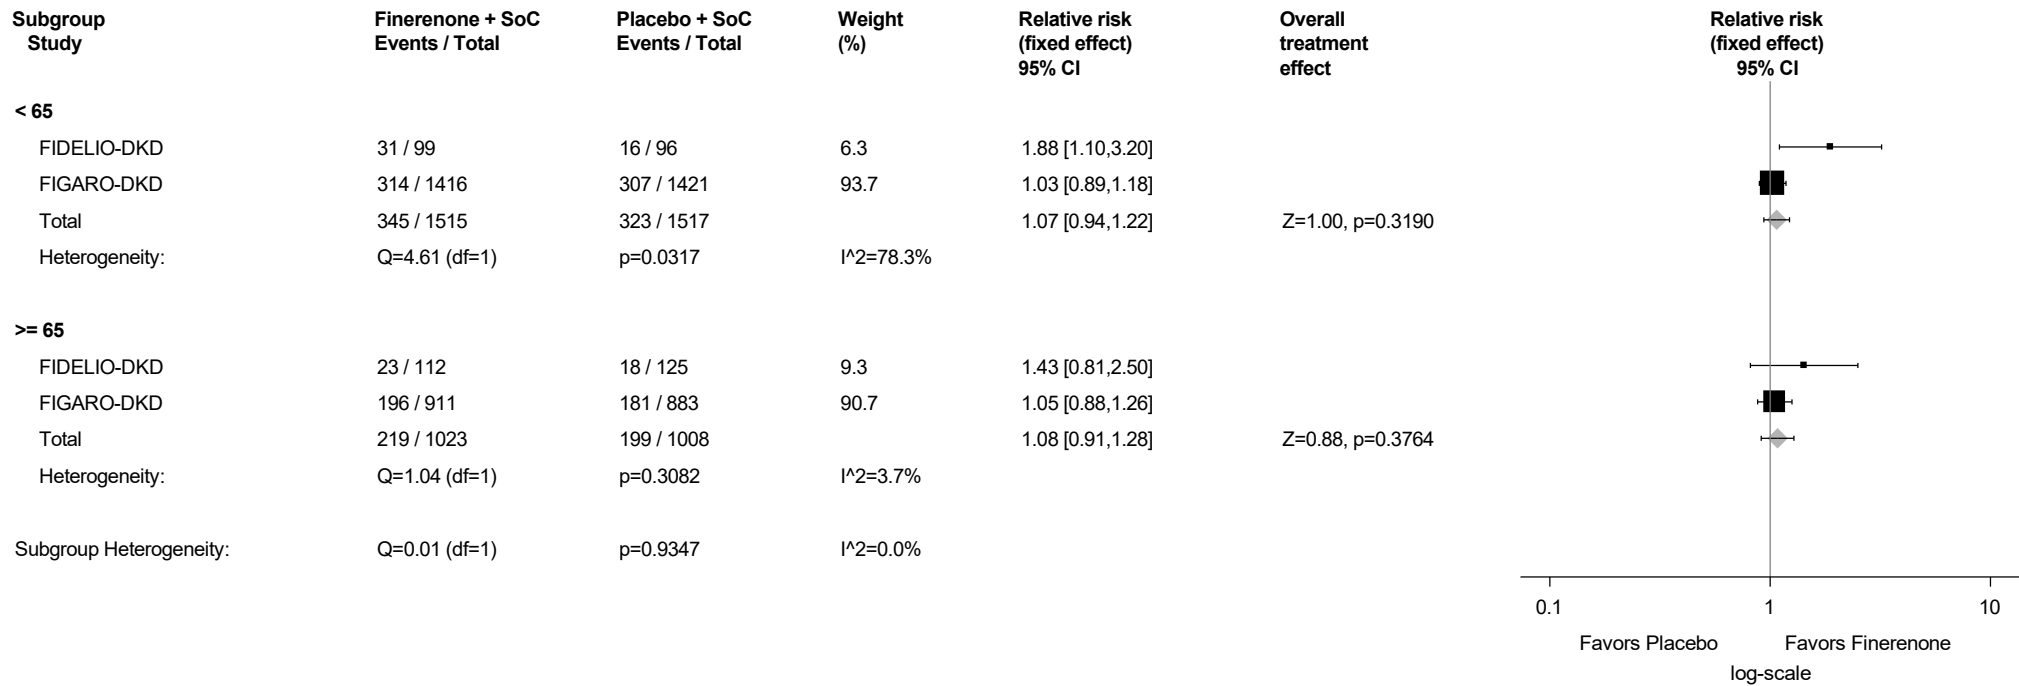 Subgroup Finerenone + SoC Placebo + SoC Weight Relative risk Overall Relative risk
Study Events / Total Events / Total (%) (fixed effect) treatment (fixed effect)
95% CI effect 95% CI
< 65
FIDELIO-DKD 31 / 99 16 / 96 6.3 1.88 [1.10,3.20]
FIGARO-DKD 314 / 1416 307 / 1421 93.7 1.03 [0.89,1.18]
Total 345 / 1515 323 / 1517 1.07 [0.94,1.22] Z=1.00, p=0.3190
Heterogeneity: Q=4.61 (df=1) p=0.0317 I^2=78.3%
>= 65
FIDELIO-DKD 23 / 112 18 / 125 9.3 1.43 [0.81,2.50]
FIGARO-DKD 196 / 911 181 / 883 90.7 1.05 [0.88,1.26]
Total 219 / 1023 199 / 1008 1.08 [0.91,1.28] Z=0.88, p=0.3764
Heterogeneity: Q=1.04 (df=1) p=0.3082 I^2=3.7%
Subgroup Heterogeneity: Q=0.01 (df=1) p=0.9347 I^2=0.0%
0.1 1 10
Favors Placebo Favors Finerenone
log-scale